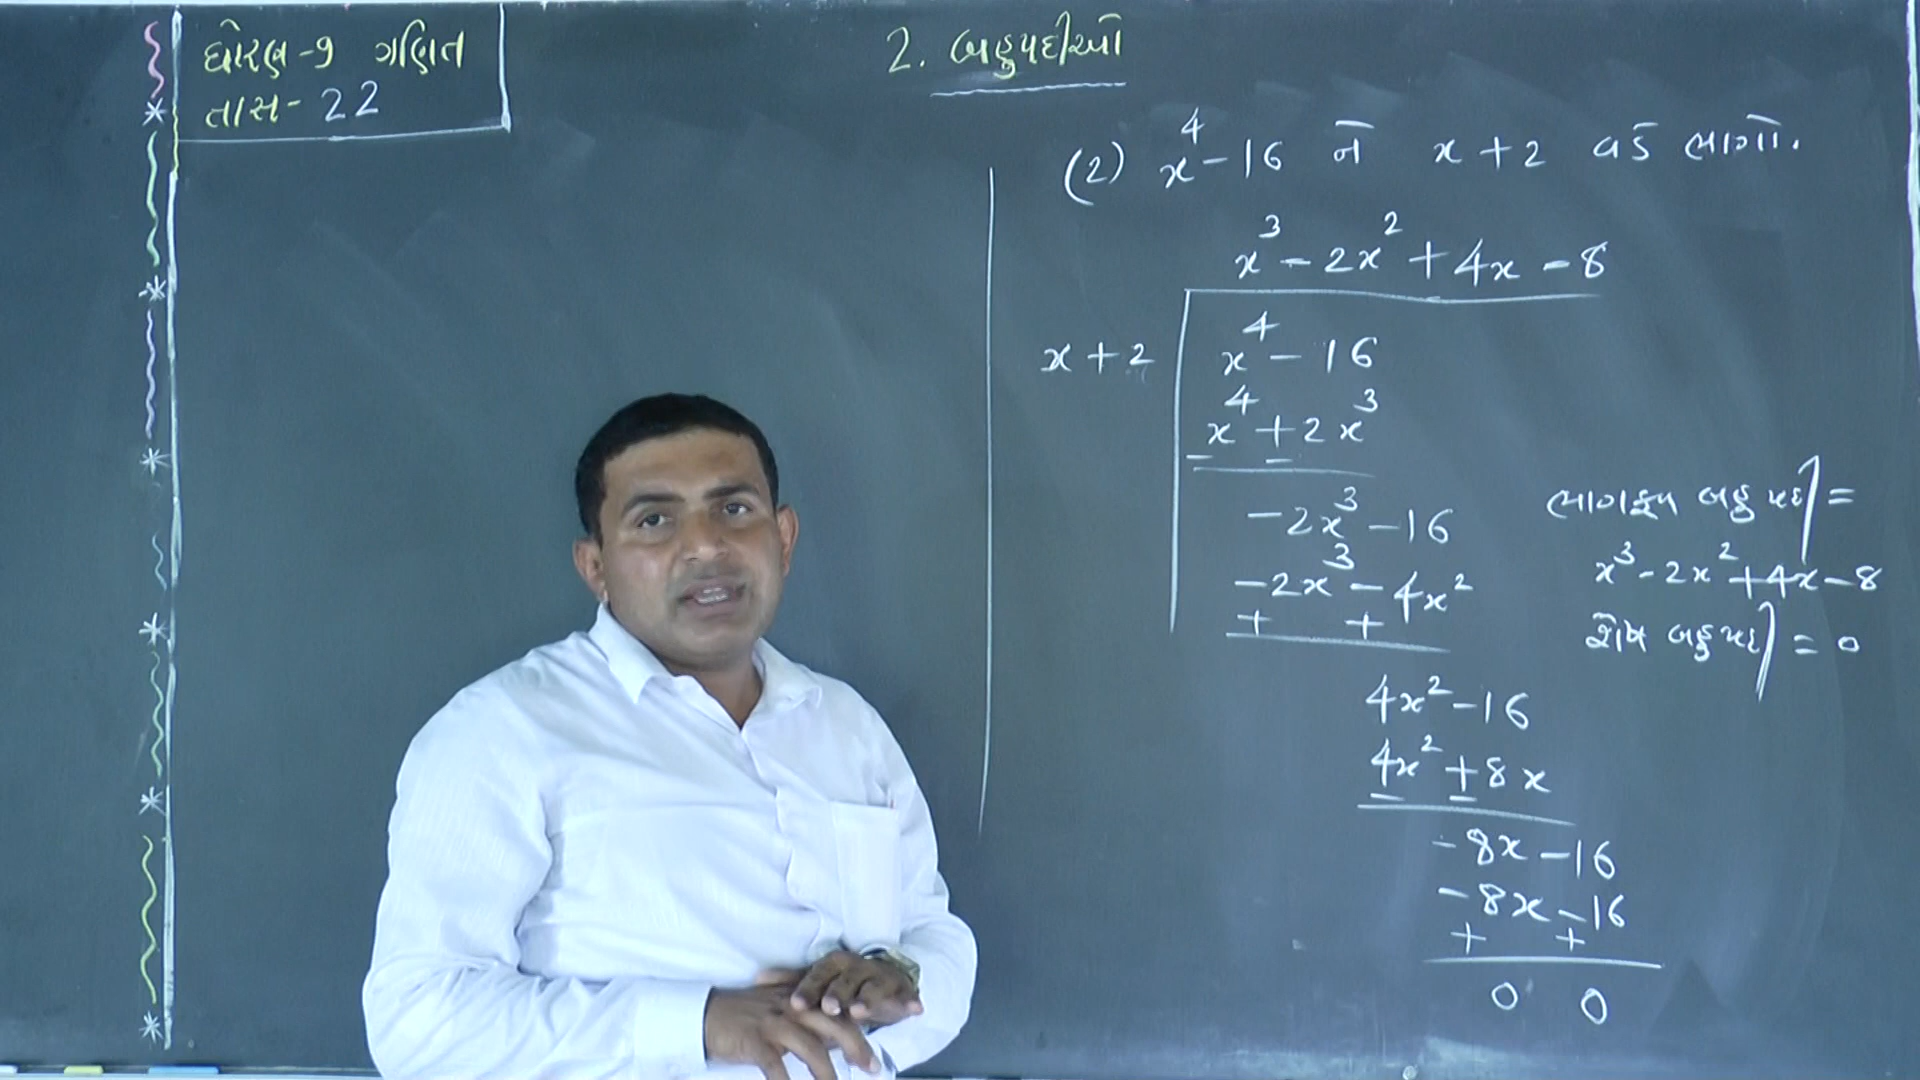 ધોરણ-૭ ગણિત
તાસ- 22
2. બહુપદીઓ
(2) x⁴-16 ને x+2 વડે ભાગો.
x³-2x²+4x-8
x+2
x⁴-16
x⁴+2x³
- -
-2x³-16
-2x³-4x²
+ +
4x²-16
4x²+8x
- -
-8x-16
-8x-16
+ +
0 0
ભાગફળ બહુપદી =
x³-2x²+4x-8
શેષ બહુપદી = 0